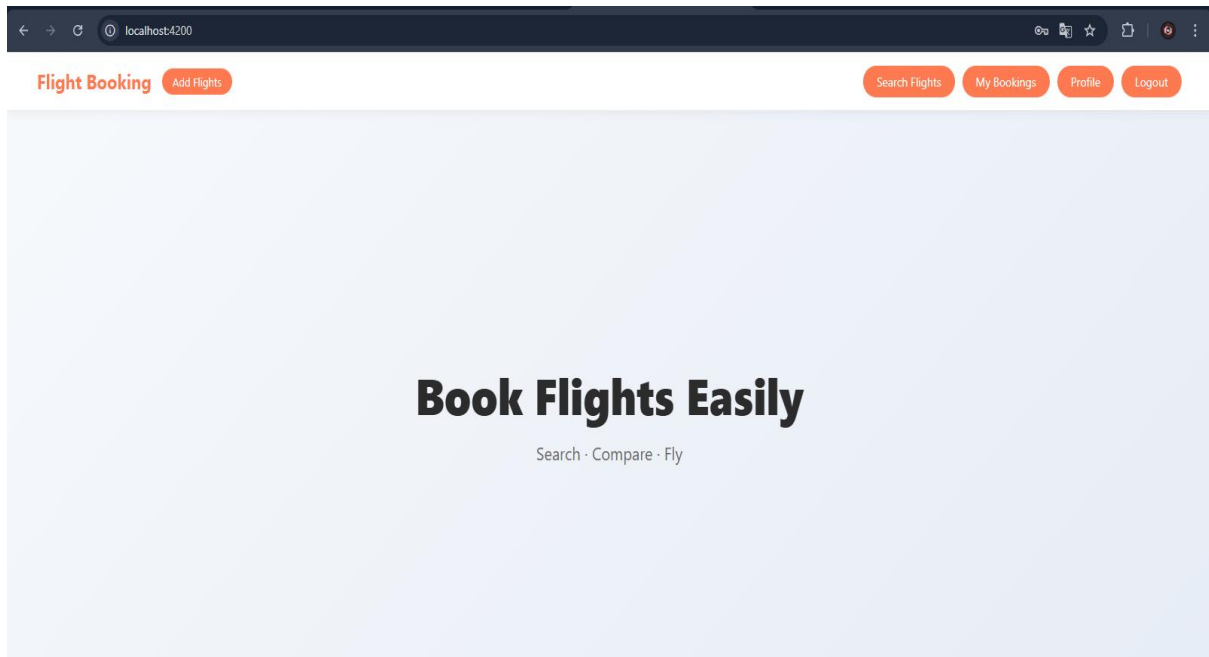 localhost:4200
Flight Booking Add Flights Search Flights My Bookings Profile Logout
Book Flights Easily
Search · Compare · Fly